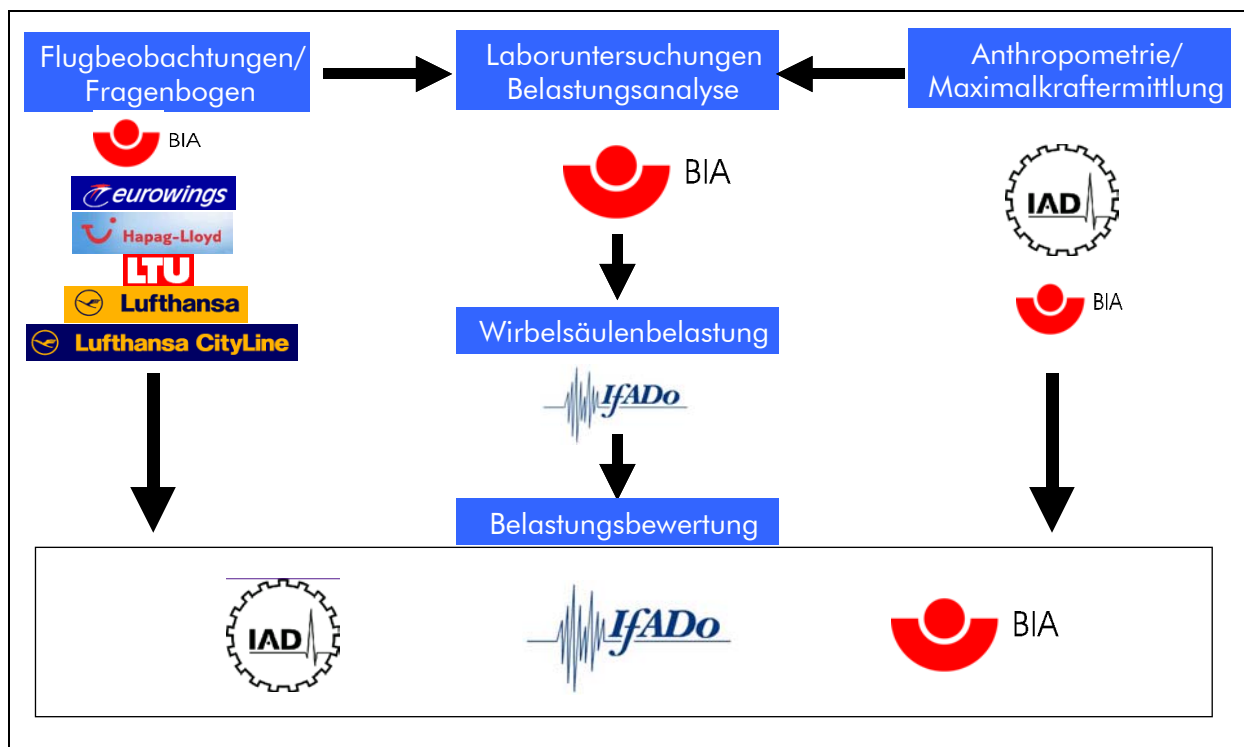 Flugbeobachtungen/
Fragenbogen
BIA
eurowings
Hapag-Lloyd
LTU
Lufthansa
Lufthansa CityLine
Laboruntersuchungen
Belastungsanalyse
BIA
Anthropometrie/
Maximalkraftermittlung
IAD
BIA
Wirbelsäulenbelastung
IfADo
Belastungsbewertung
IAD
IfADo
BIA